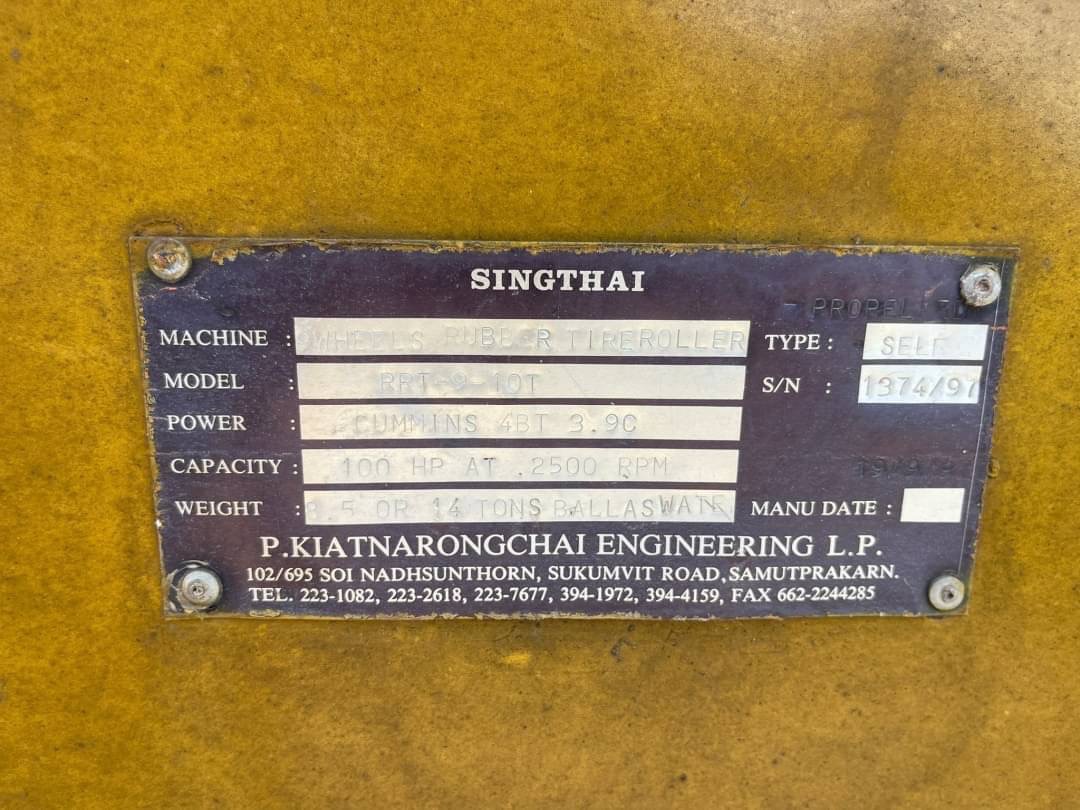 SINGTHAI
PROPELLED
MACHINE : 9WHEELS RUBBER TIREROLLER TYPE : SELF
MODEL : RRT-9-10T S/N : 1374/97
POWER : CUMMINS 4BT 3.9C
CAPACITY : 100 HP AT .2500 RPM
WEIGHT : 8.5 OR 14 TONS BALLAS WATE MANU DATE :
P.KIATNARONGCHAI ENGINEERING L.P.
102/695 SOI NADHSUNTHORN, SUKUMVIT ROAD, SAMUTPRAKARN.
TEL. 223-1082, 223-2618, 223-7677, 394-1972, 394-4159, FAX 662-2244285